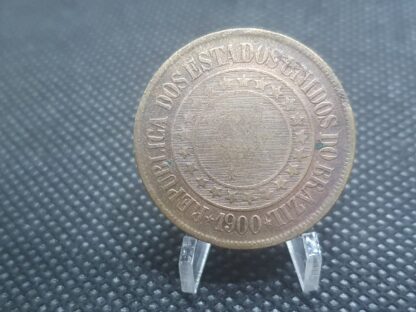 REPUBLICA DOS ESTADOS UNIDOS DO BRAZIL
1900